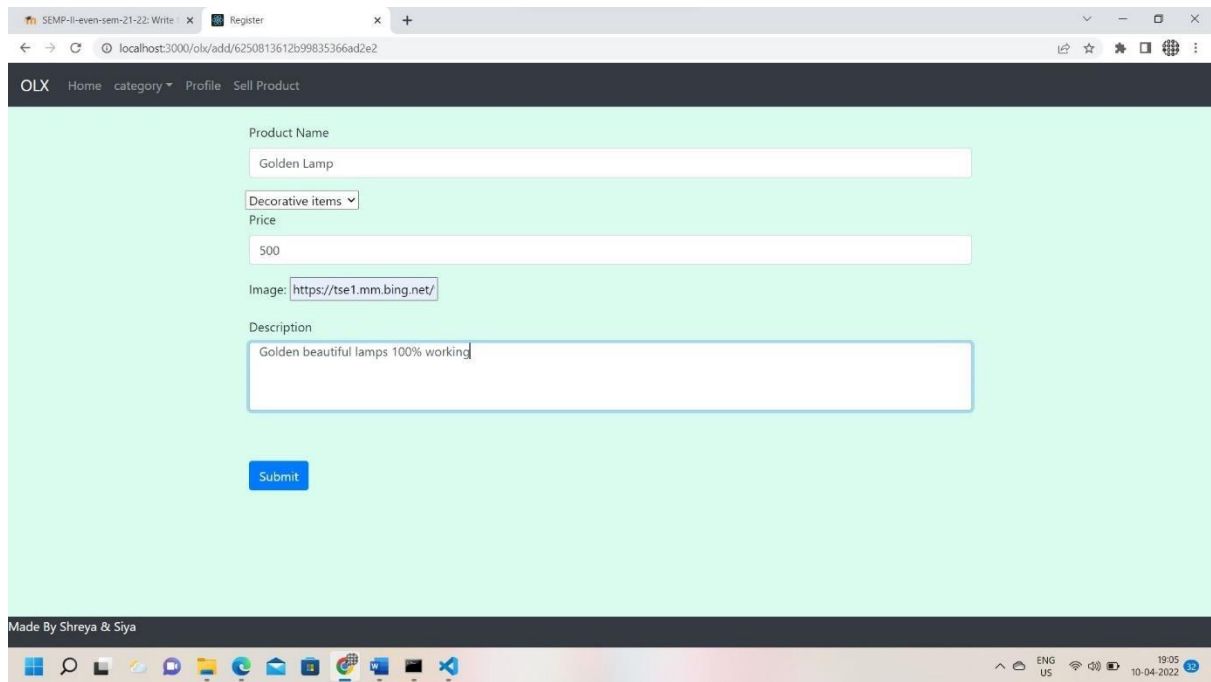 SEMP-II-even-sem-21-22: Write
Register
localhost:3000/olx/add/6250813612b99835366ad2e2
OLX Home category Profile Sell Product
Product Name
Golden Lamp
Decorative items
Price
500
Image: https://tse1.mm.bing.net/
Description
Golden beautiful lamps 100% working
Submit
Made By Shreya & Siya
ENG 19:05
US 10-04-2022 32